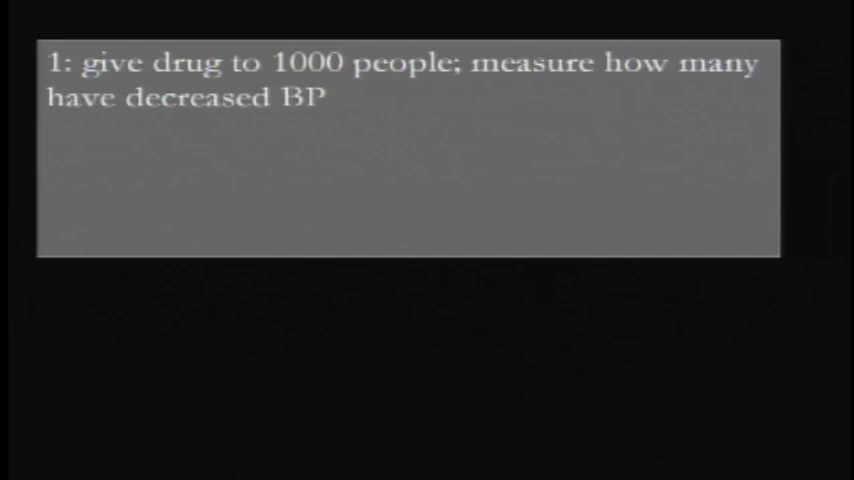 1: give drug to 1000 people; measure how many
have decreased BP